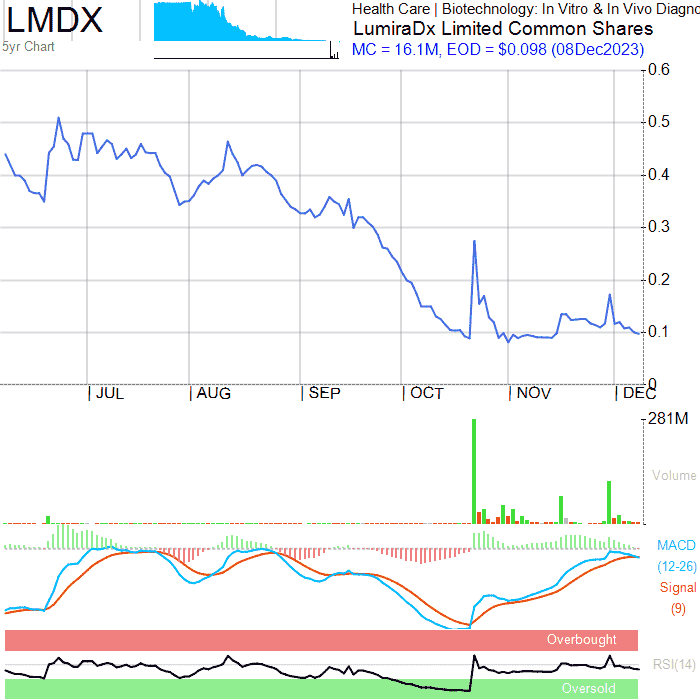 LMDX
5yr Chart
Health Care | Biotechnology: In Vitro & In Vivo Diagno
LumiraDx Limited Common Shares
MC = 16.1M, EOD = $0.098 (08Dec2023)
0.6
0.5
0.4
0.3
0.2
0.1
0
JUL
AUG
SEP
OCT
NOV
DEC
281M
Volume
MACD
(12-26)
Signal
(9)
Overbought
RSI(14)
Oversold